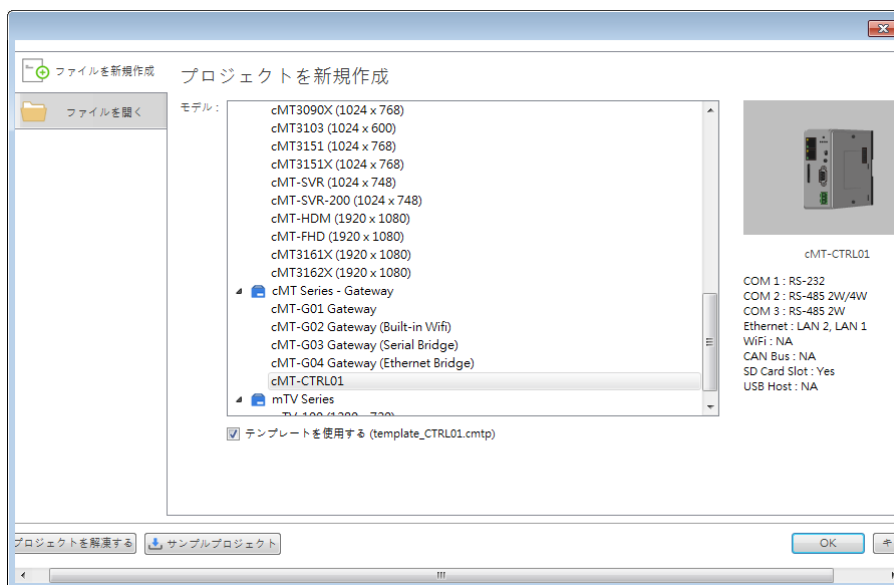 ファイルを新規作成
ファイルを開く
プロジェクトを新規作成
モデル :
cMT3090X (1024 x 768)
cMT3103 (1024 x 600)
cMT3151 (1024 x 768)
cMT3151X (1024 x 768)
cMT-SVR (1024 x 748)
cMT-SVR-200 (1024 x 748)
cMT-HDM (1920 x 1080)
cMT-FHD (1920 x 1080)
cMT3161X (1920 x 1080)
cMT3162X (1920 x 1080)
cMT Series - Gateway
cMT-G01 Gateway
cMT-G02 Gateway (Built-in Wifi)
cMT-G03 Gateway (Serial Bridge)
cMT-G04 Gateway (Ethernet Bridge)
cMT-CTRL01
mTV Series
テンプレートを使用する (template_CTRL01.cmtp)
cMT-CTRL01
COM 1 : RS-232
COM 2 : RS-485 2W/4W
COM 3 : RS-485 2W
Ethernet : LAN 2, LAN 1
WiFi : NA
CAN Bus : NA
SD Card Slot : Yes
USB Host : NA
プロジェクトを解凍する
サンプルプロジェクト
OK
キ